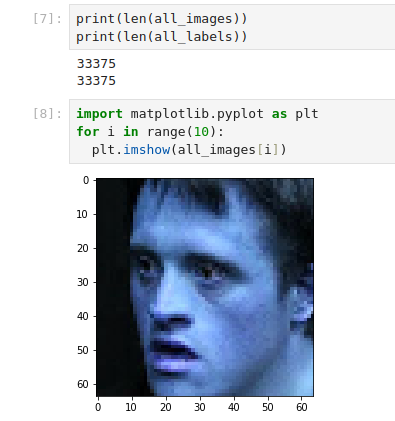 [7]: print(len(all_images))
print(len(all_labels))
33375
33375
[8]: import matplotlib.pyplot as plt
for i in range(10):
  plt.imshow(all_images[i])
0
10
20
30
40
50
60
0 10 20 30 40 50 60